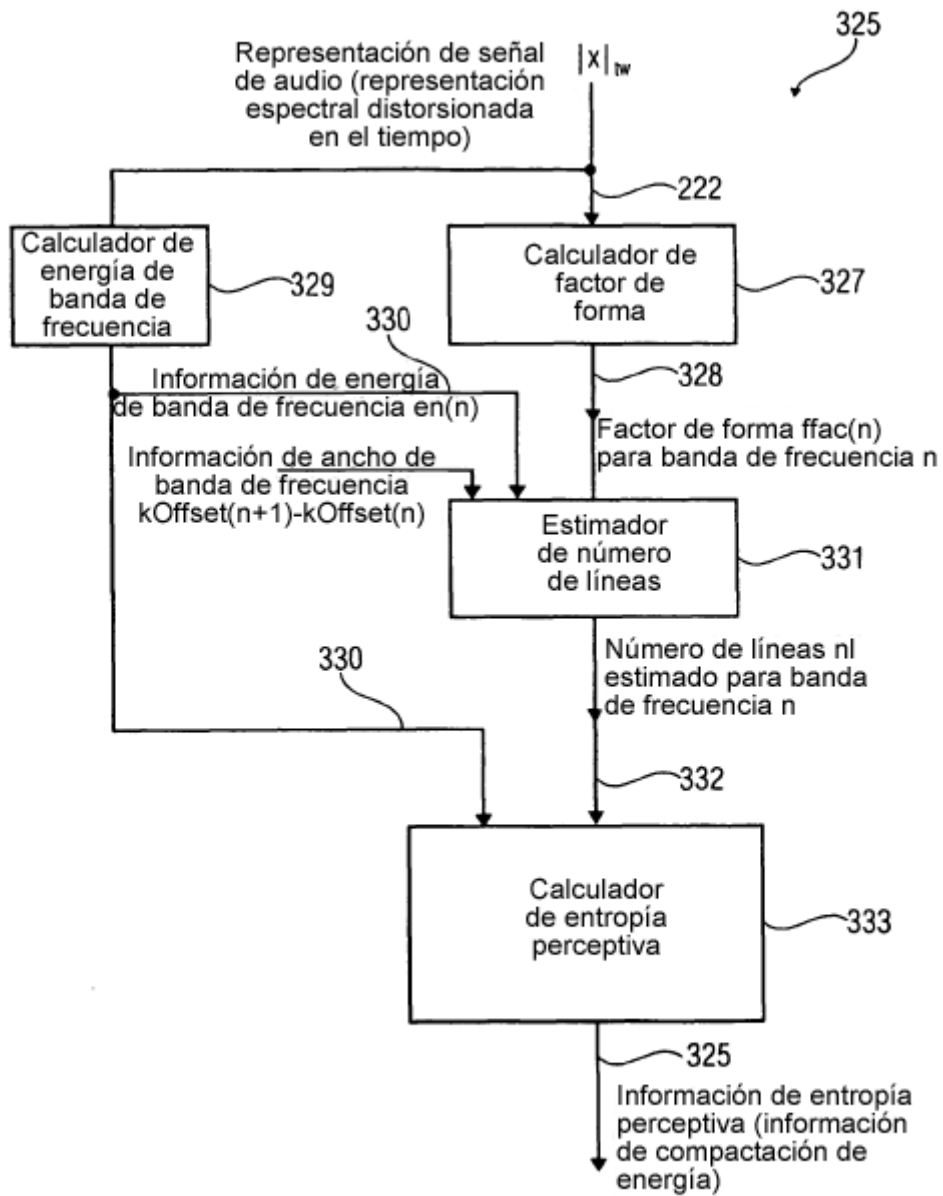 325
Representación de señal
de audio (representación
espectral distorsionada
en el tiempo)
|X|tw
222
Calculador de
energía de
banda de
frecuencia
329
Calculador de
factor de
forma
327
330
328
Información de energía
de banda de frecuencia en(n)
Factor de forma ffac(n)
para banda de frecuencia n
Información de ancho de
banda de frecuencia
kOffset(n+1)-kOffset(n)
Estimador
de número
de líneas
331
Número de líneas nl
estimado para banda
de frecuencia n
330
332
Calculador
de entropía
perceptiva
333
325
Información de entropía
perceptiva (información
de compactación de
energía)